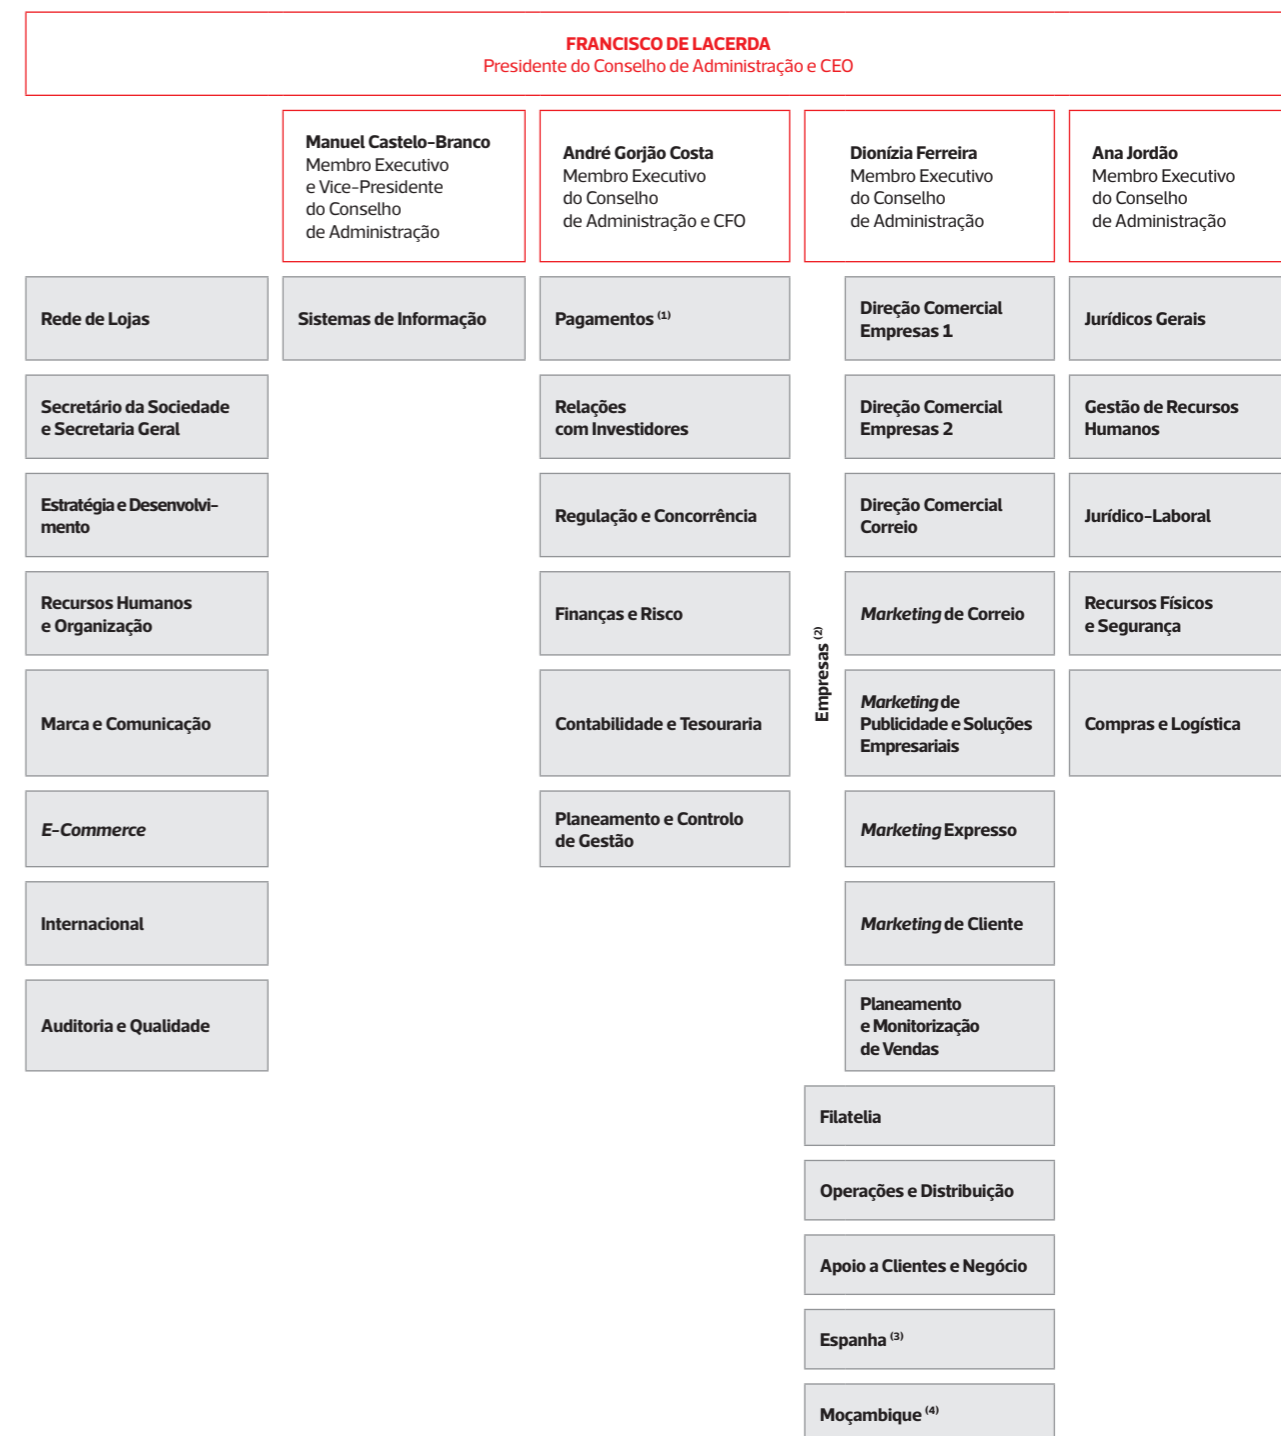 FRANCISCO DE LACERDA
Presidente do Conselho de Administração e CEO
Manuel Castelo-Branco
Membro Executivo
e Vice-Presidente
do Conselho
de Administração
André Gorjão Costa
Membro Executivo
do Conselho
de Administração e CFO
Dionízia Ferreira
Membro Executivo
do Conselho
de Administração
Ana Jordão
Membro Executivo
do Conselho
de Administração
Rede de Lojas
Secretário da Sociedade
e Secretaria Geral
Estratégia e Desenvolvi-
mento
Recursos Humanos
e Organização
Marca e Comunicação
E-Commerce
Internacional
Auditoria e Qualidade
Sistemas de Informação
Pagamentos (1)
Relações
com Investidores
Regulação e Concorrência
Finanças e Risco
Contabilidade e Tesouraria
Planeamento e Controlo
de Gestão
Empresas (2)
Direção Comercial
Empresas 1
Direção Comercial
Empresas 2
Direção Comercial
Correio
Marketing de Correio
Marketing de
Publicidade e Soluções
Empresariais
Marketing Expresso
Marketing de Cliente
Planeamento
e Monitorização
de Vendas
Filatelia
Operações e Distribuição
Apoio a Clientes e Negócio
Espanha (3)
Moçambique (4)
Jurídicos Gerais
Gestão de Recursos
Humanos
Jurídico-Laboral
Recursos Físicos
e Segurança
Compras e Logística